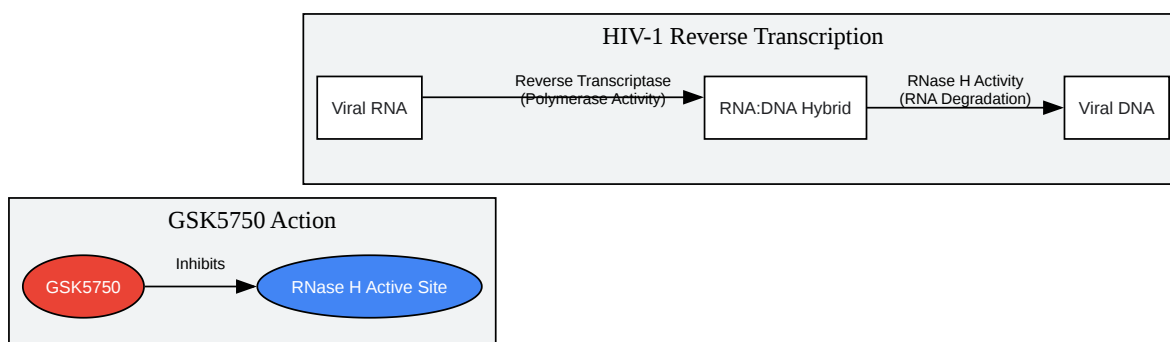 HIV-1 Reverse Transcription
Viral RNA
Reverse Transcriptase
(Polymerase Activity)
RNA:DNA Hybrid
RNase H Activity
(RNA Degradation)
Viral DNA
GSK5750 Action
GSK5750
Inhibits
RNase H Active Site